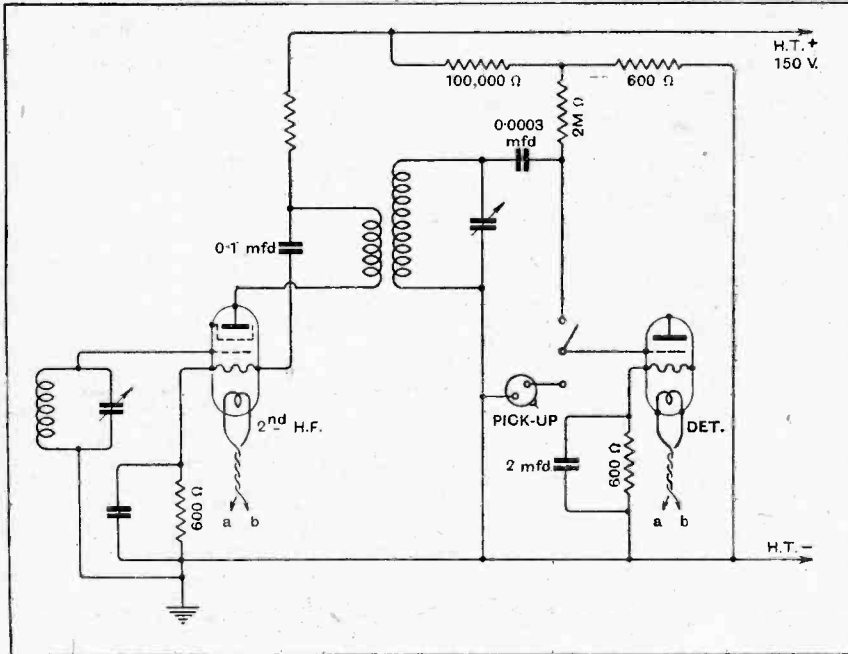 H.T.+
150 V.
100,000 Ω
600 Ω
2M Ω
0·0003
mfd
0·1 mfd
2nd H.F.
PICK-UP
DET.
2 mfd
600 Ω
600 Ω
a b
a b
H.T.-